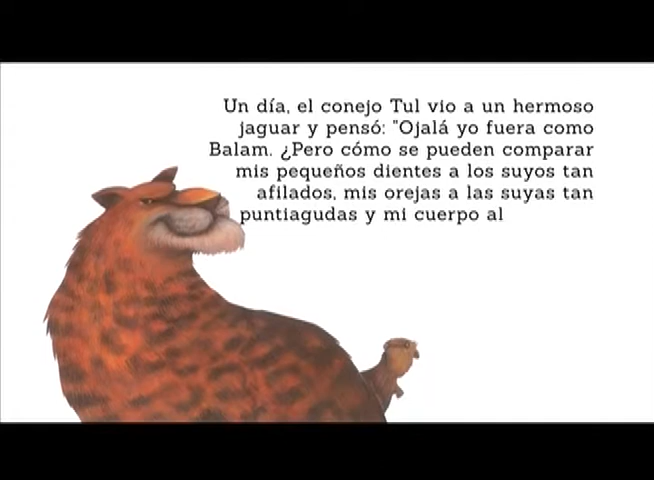 Un día, el conejo Tul vio a un hermoso
jaguar y pensó: "Ojalá yo fuera como
Balam. ¿Pero cómo se pueden comparar
mis pequeños dientes a los suyos tan
afilados, mis orejas a las suyas tan
puntiagudas y mi cuerpo al